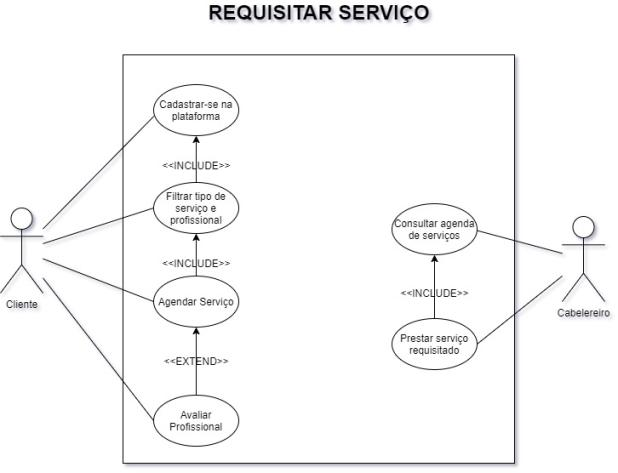 REQUISITAR SERVIÇO
Cadastrar-se na
plataforma
<<INCLUDE>>
Filtrar tipo de
serviço e
profissional
<<INCLUDE>>
Agendar Serviço
<<EXTEND>>
Avaliar
Profissional
Cliente
Consultar agenda
de serviços
<<INCLUDE>>
Prestar serviço
requisitado
Cabelereiro